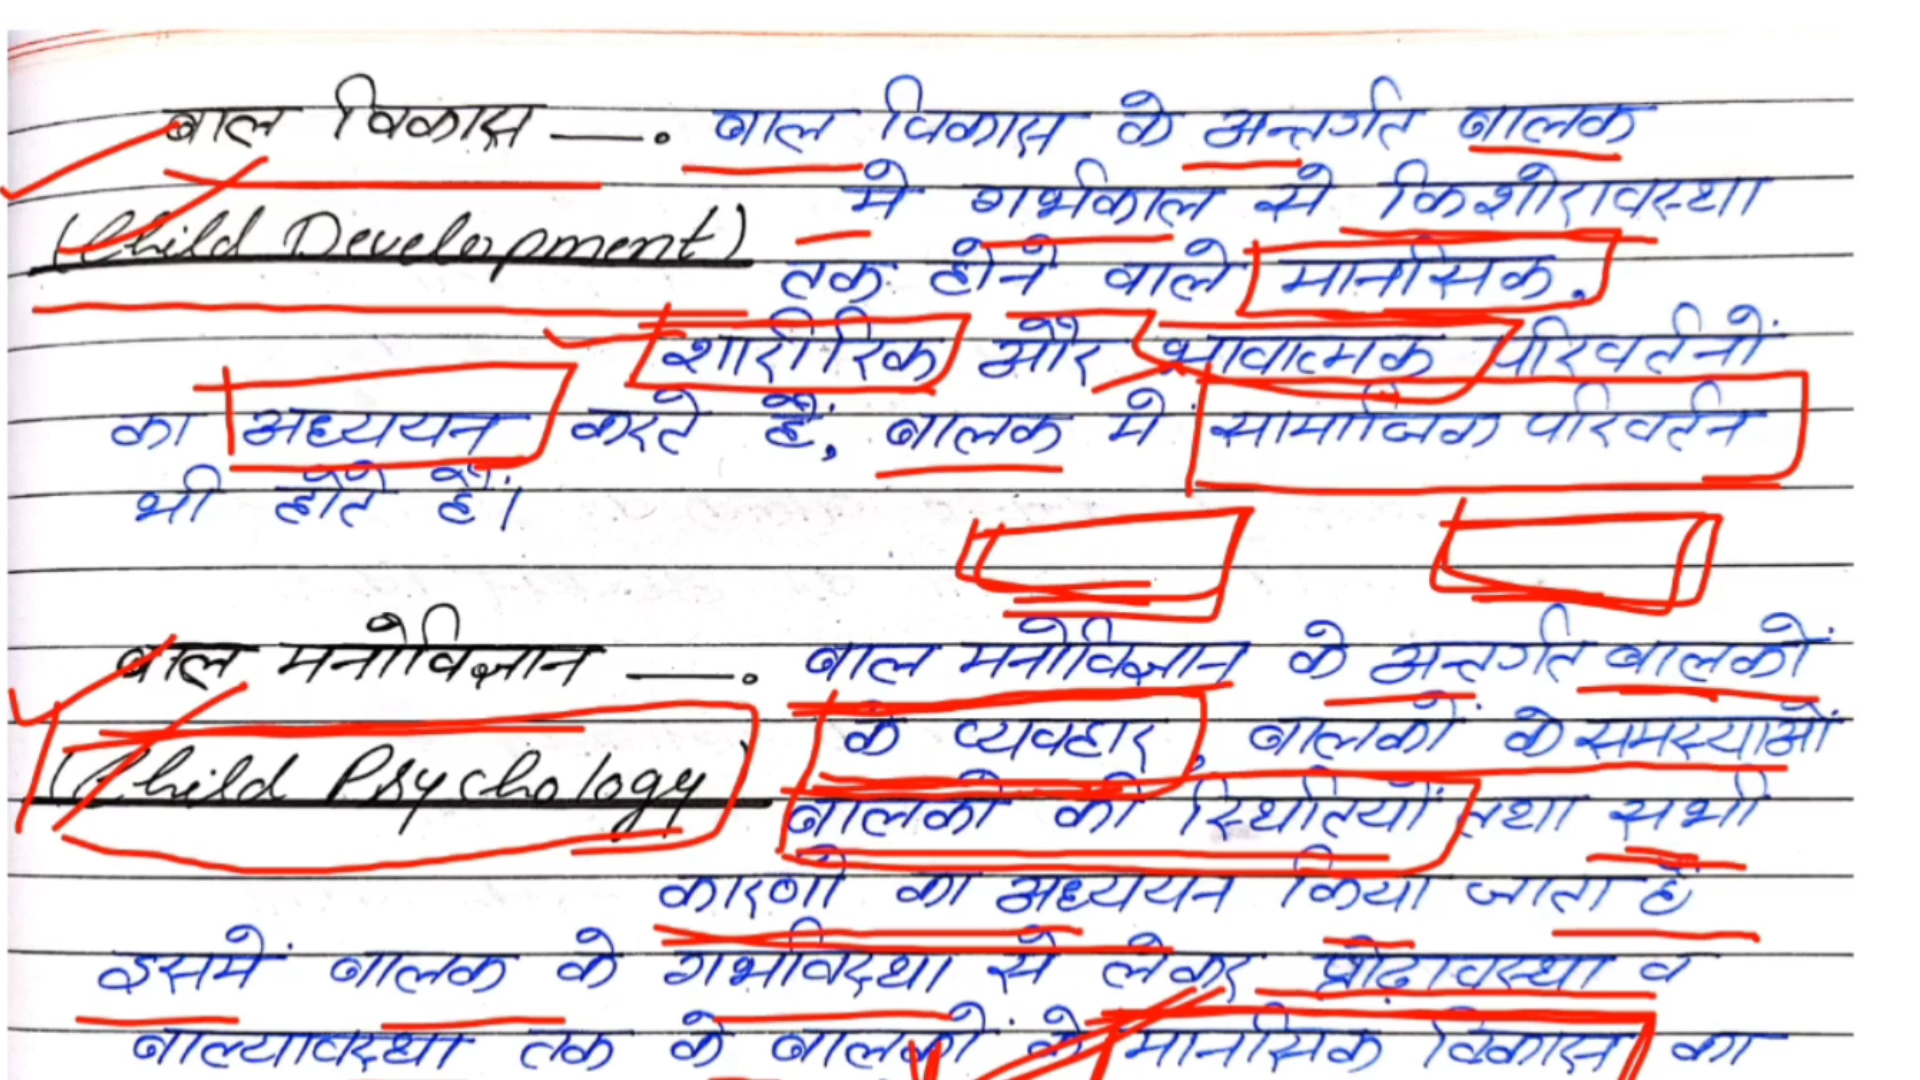 बाल विकास —. बाल विकास के अन्तर्गत बालक
में गर्भकाल से किशोरावस्था
(Child Development)
तक होने वाले मानसिक,
शारीरिक और भावात्मक परिवर्तनों
का अध्ययन करते हैं, बालक में सामाजिक परिवर्तन
भी होते हैं।
बाल मनोविज्ञान —. बाल मनोविज्ञान के अन्तर्गत बालकों
के व्यवहार, बालकों के समस्याओं
(Child Psychology)
बालकों की स्थितियों तथा सभी
कारणों का अध्ययन किया जाता है
इसमें बालक के गर्भावस्था से लेकर प्रौढ़ावस्था व
बाल्यावस्था तक के बालकों के मानसिक विकास का